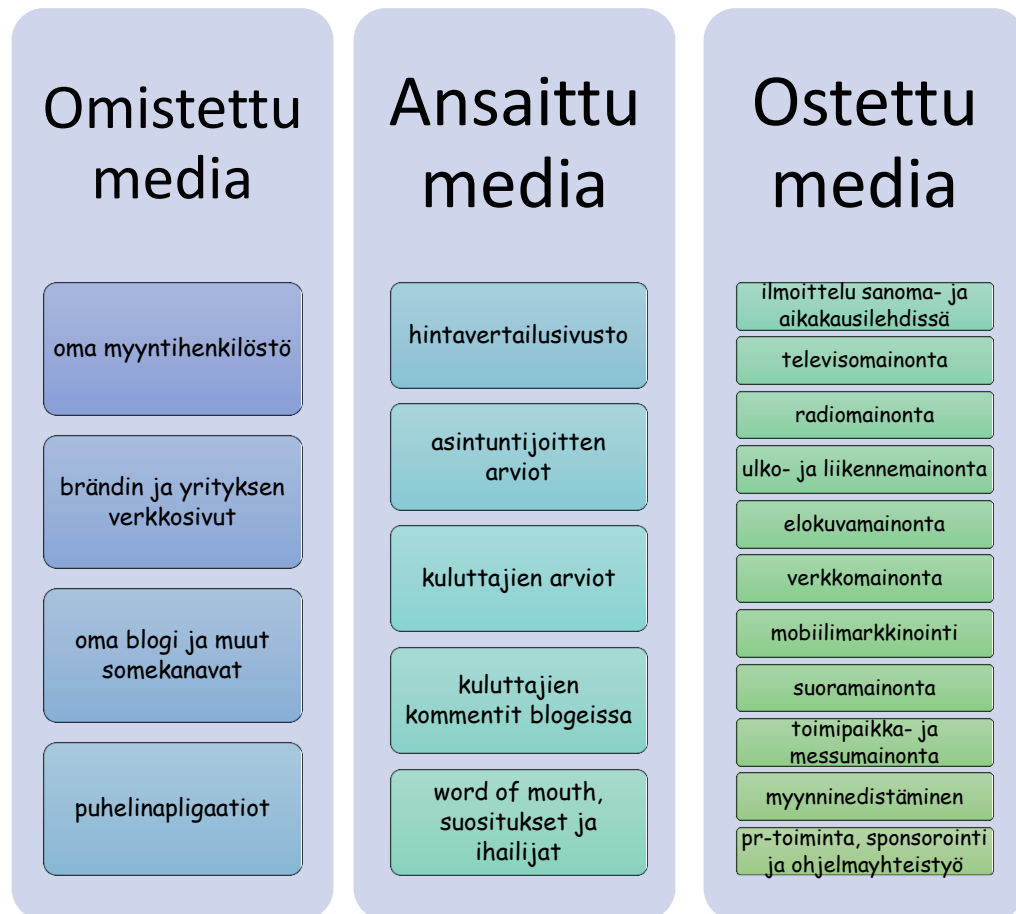 Omistettu
media
oma myyntihenkilöstö
brändin ja yrityksen
verkkosivut
oma blogi ja muut
somekanavat
puhelinapligaatiot
Ansaittu
media
hintavertailusivusto
asintuntijoitten
arviot
kuluttajien arviot
kuluttajien
kommentit blogeissa
word of mouth,
suositukset ja
ihailijat
Ostettu
media
ilmoittelu sanoma- ja
aikakausilehdissä
televisomainonta
radiomainonta
ulko- ja liikennemainonta
elokuvamainonta
verkkomainonta
mobiilimarkkinointi
suoramainonta
toimipaikka- ja
messumainonta
myynninedistäminen
pr-toiminta, sponsorointi
ja ohjelmayhteistyö